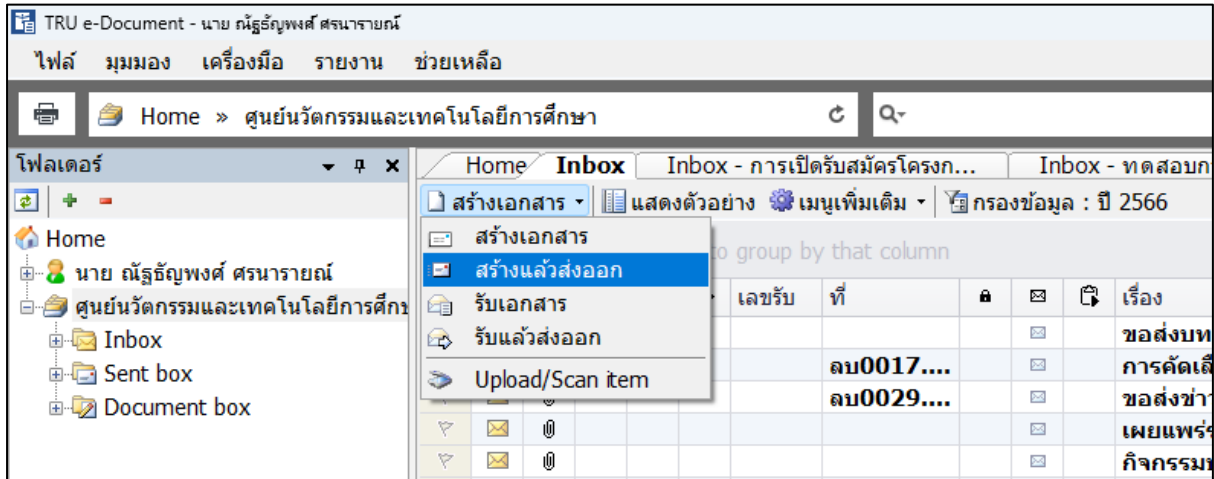 TRU e-Document - นาย ณัฐธัญพงศ์ ศรนารายณ์
ไฟล์ มุมมอง เครื่องมือ รายงาน ช่วยเหลือ
Home » ศูนย์นวัตกรรมและเทคโนโลยีการศึกษา
โฟลเดอร์
Home Inbox Inbox - การเปิดรับสมัครโครงก... Inbox - ทดสอบก
สร้างเอกสาร แสดงตัวอย่าง เมนูเพิ่มเติม กรองข้อมูล : ปี 2566
Home
นาย ณัฐธัญพงศ์ ศรนารายณ์
ศูนย์นวัตกรรมและเทคโนโลยีการศึกษ
Inbox
Sent box
Document box
สร้างเอกสาร
สร้างแล้วส่งออก
รับเอกสาร
รับแล้วส่งออก
Upload/Scan item
to group by that column
เลขรับ ที่ เรื่อง
ขอส่งบท
ลบ0017.... การคัดเลื
ลบ0029.... ขอส่งข่าว
เผยแพร่
กิจกรรม